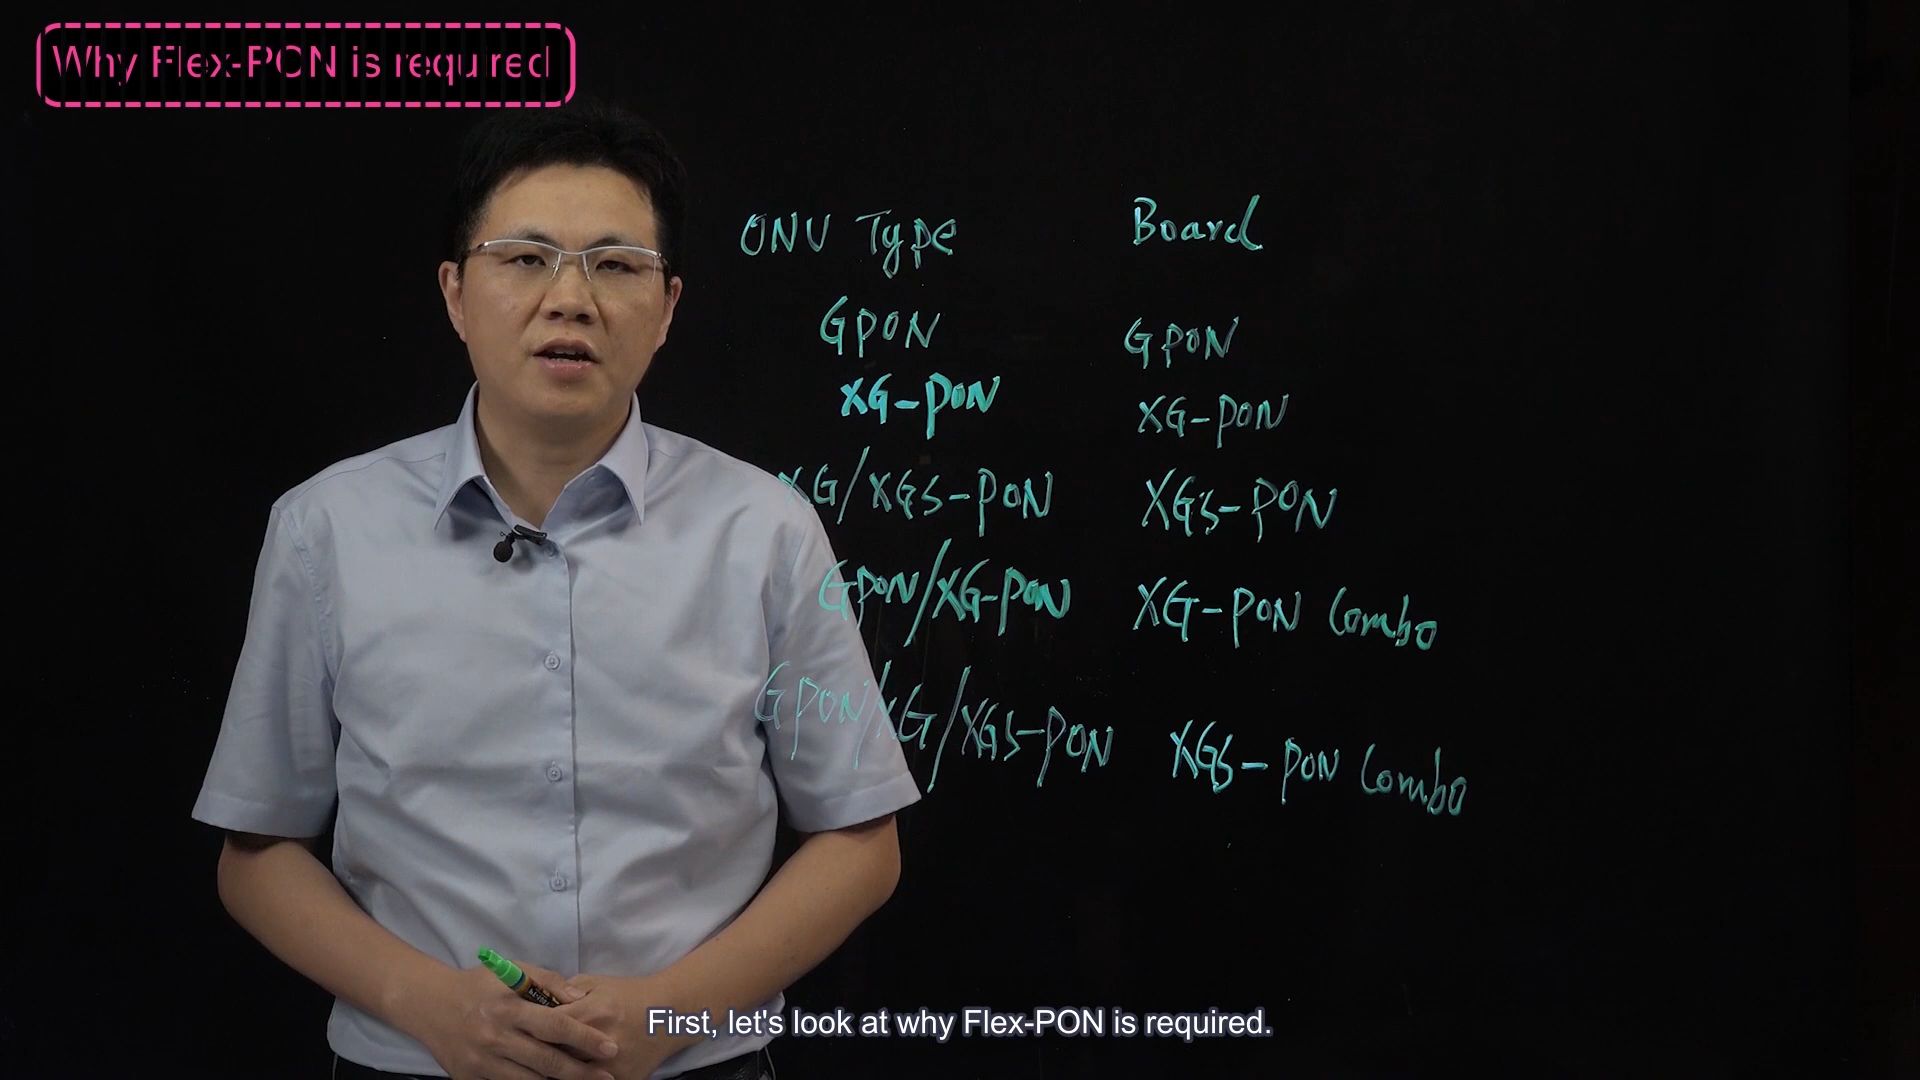 Why Flex-PON is required
ONU Type Board
GPON GPON
XG-PON XG-PON
XG/XGS-PON XGS-PON
GPON/XG-PON XG-PON Combo
GPON/XG/XGS-PON XGS-PON Combo
First, let's look at why Flex-PON is required.